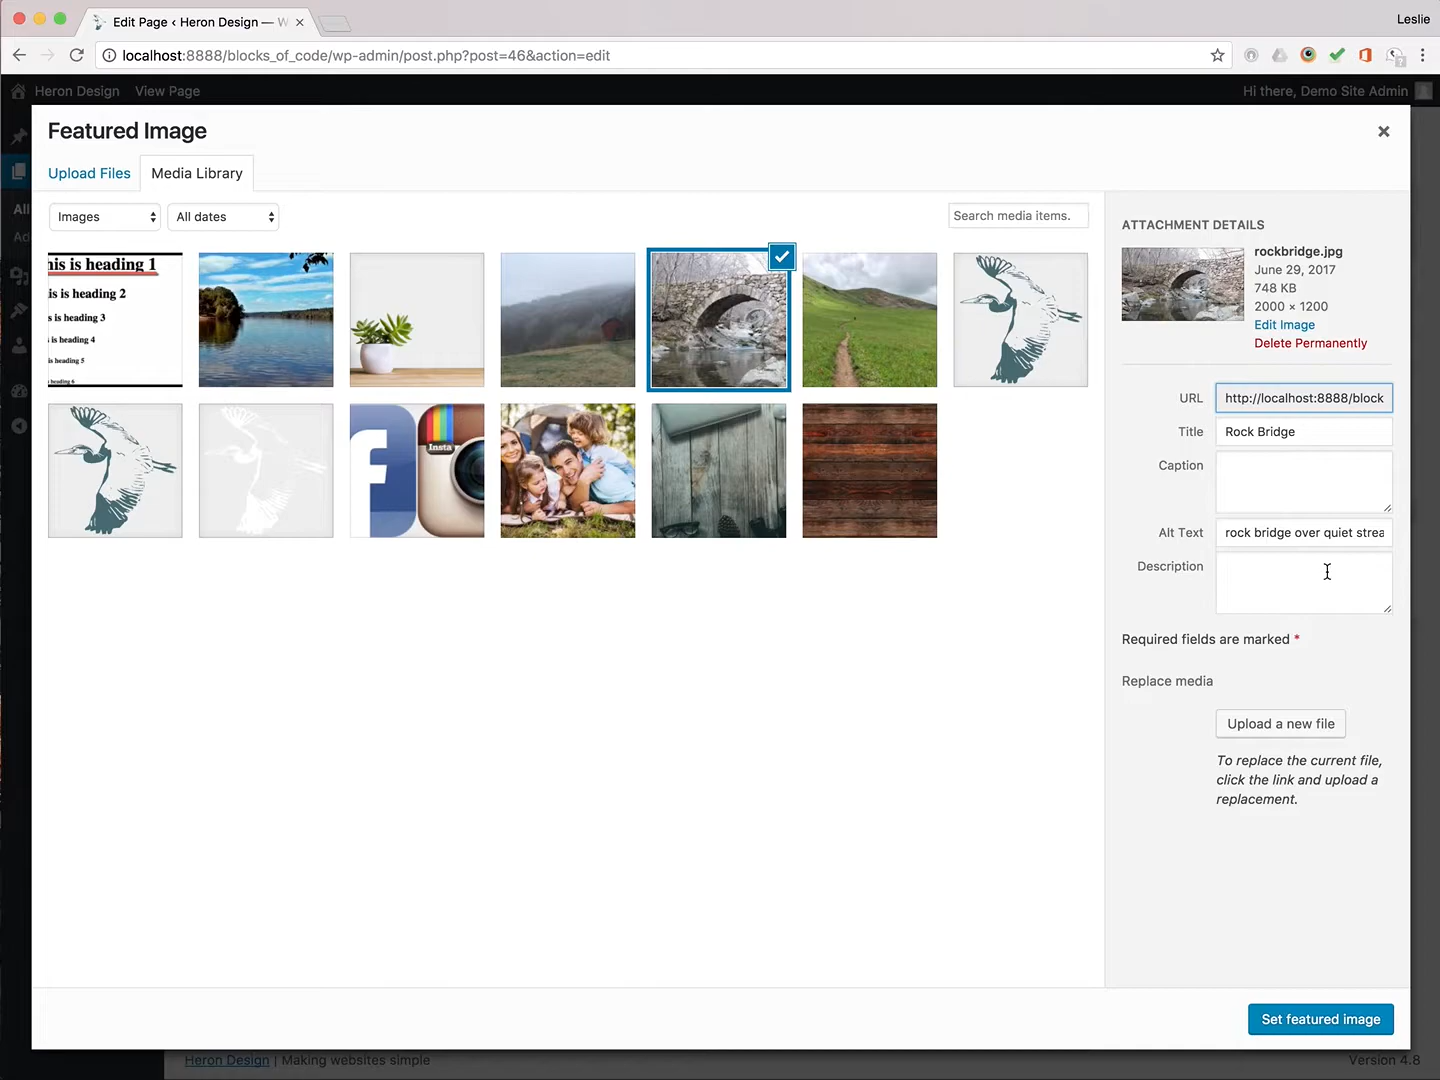 Edit Page ‹ Heron Design — W
Leslie
localhost:8888/blocks_of_code/wp-admin/post.php?post=46&action=edit
Heron Design View Page
Hi there, Demo Site Admin
Featured Image
Upload Files
Media Library
Images
All dates
Search media items.
his is heading 1
is is heading 2
s is heading 3
is heading 4
is heading 5
is heading 6
Insta
f
ATTACHMENT DETAILS
rockbridge.jpg
June 29, 2017
748 KB
2000 × 1200
Edit Image
Delete Permanently
URL http://localhost:8888/block
Title Rock Bridge
Caption
Alt Text rock bridge over quiet strea
Description
Required fields are marked *
Replace media
Upload a new file
To replace the current file,
click the link and upload a
replacement.
Set featured image
All
Ad
Heron Design | Making websites simple
Version 4.8